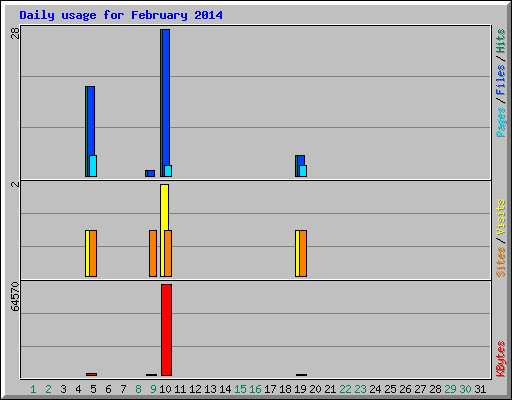 Daily usage for February 2014
28
2
64570
Pages / Files / Hits
Sites / Visits
KBytes
1 2 3 4 5 6 7 8 9 10 11 12 13 14 15 16 17 18 19 20 21 22 23 24 25 26 27 28 29 30 31